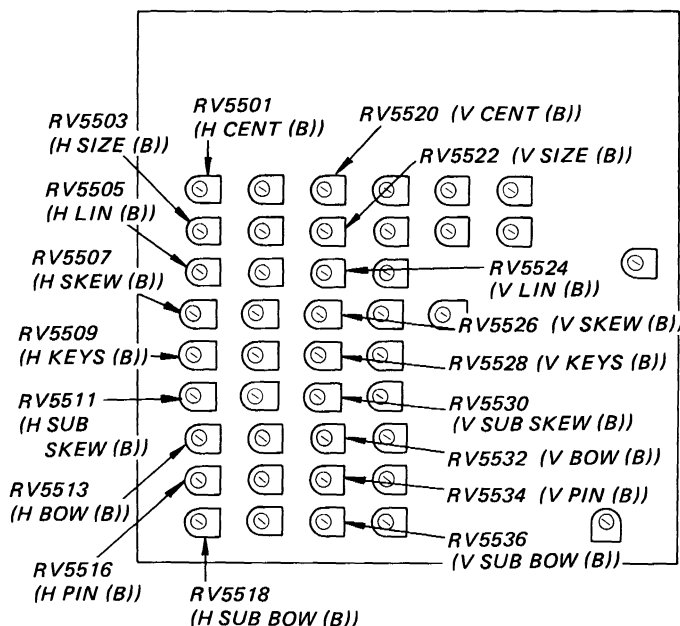 RV5501
(H CENT (B))
RV5503
(H SIZE (B))
RV5505
(H LIN (B))
RV5507
(H SKEW (B))
RV5509
(H KEYS (B))
RV5511
(H SUB
SKEW (B))
RV5513
(H BOW (B))
RV5516
(H PIN (B))
RV5518
(H SUB BOW (B))
RV5520 (V CENT (B))
RV5522 (V SIZE (B))
RV5524
(V LIN (B))
RV5526 (V SKEW (B))
RV5528 (V KEYS (B))
RV5530
(V SUB SKEW (B))
RV5532 (V BOW (B))
RV5534 (V PIN (B))
RV5536
(V SUB BOW (B))